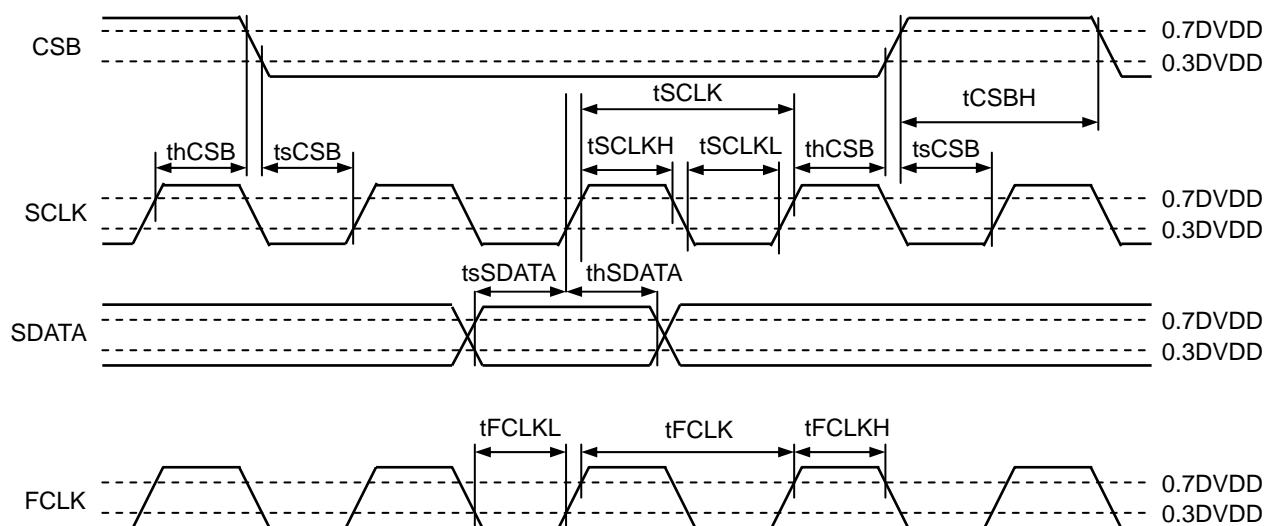 CSB
0.7DVDD
0.3DVDD
tSCLK
tCSBH
thCSB
tsCSB
tSCLKH
tSCLKL
thCSB
tsCSB
SCLK
0.7DVDD
0.3DVDD
tsSDATA
thSDATA
SDATA
0.7DVDD
0.3DVDD
tFCLKL
tFCLK
tFCLKH
FCLK
0.7DVDD
0.3DVDD